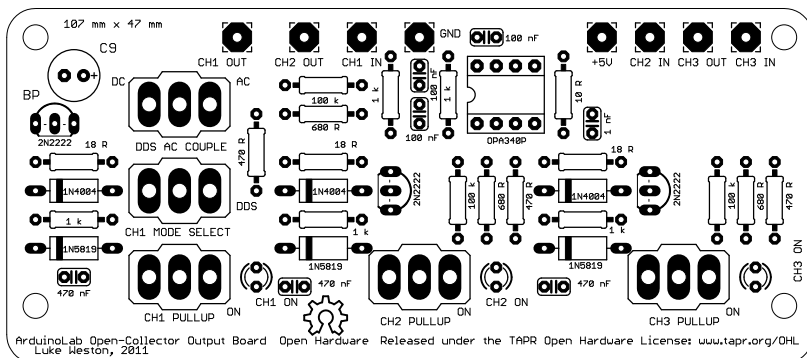 107 mm x 47 mm
C9
+
CH1 OUT
CH2 OUT
CH1 IN
GND
100 nF
+5V
CH2 IN
CH3 OUT
CH3 IN
DC
AC
BP
2N2222
DDS AC COUPLE
100 k
680 R
470 R
1 k
100 nF
100 nF
1 k
OPA340P
10 R
1 nF
18 R
1N4004
1 k
1N5819
470 nF
DDS
CH1 MODE SELECT
CH1 PULLUP
ON
CH1 ON
18 R
1N4004
2N2222
1 k
1N5819
470 nF
100 k
680 R
470 R
CH2 PULLUP
ON
CH2 ON
18 R
1N4004
2N2222
1 k
1N5819
470 nF
100 k
680 R
470 R
CH3 PULLUP
ON
CH3 ON
ArduinoLab Open-Collector Output Board Open Hardware Released under the TAPR Open Hardware License: www.tapr.org/OHL
Luke Weston, 2011